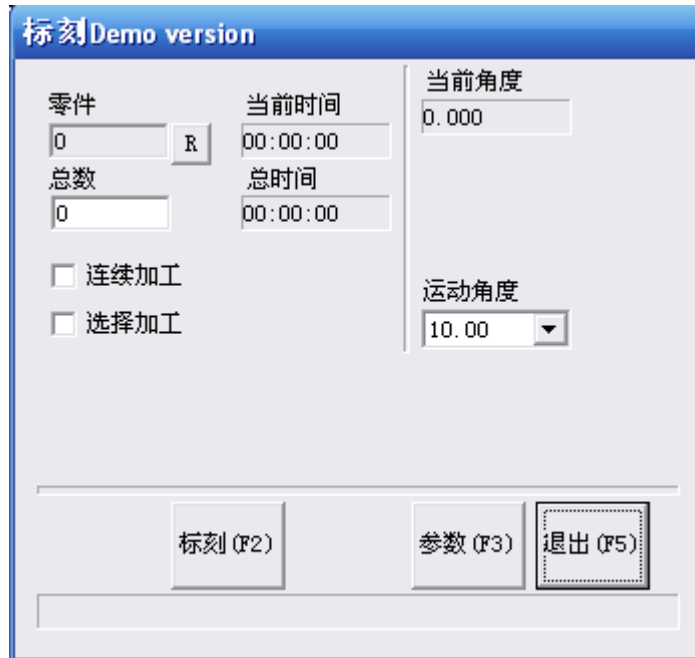 标刻Demo version
零件
当前时间
当前角度
0
R
00:00:00
0.000
总数
总时间
0
00:00:00
连续加工
选择加工
运动角度
10.00
标刻(F2)
参数(F3)
退出(F5)